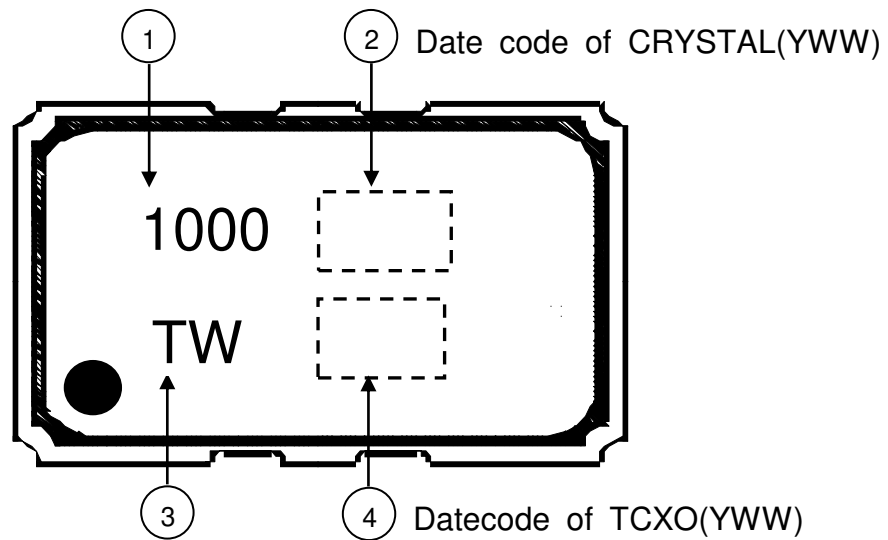 1
2 Date code of CRYSTAL(YWW)
1000
TW
3
4 Datecode of TCXO(YWW)